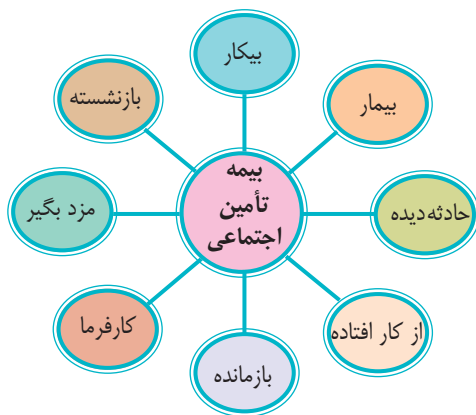 بیکار
بیمار
بازنشسته
بیمه
تأمین
اجتماعی
حادثه‌دیده
مزد بگیر
از کار افتاده
کارفرما
بازمانده